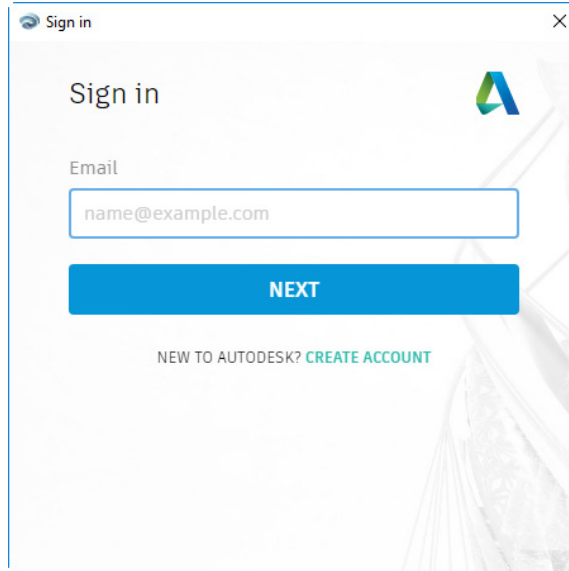 Sign in
Sign in
Email
name@example.com
NEXT
NEW TO AUTODESK? CREATE ACCOUNT